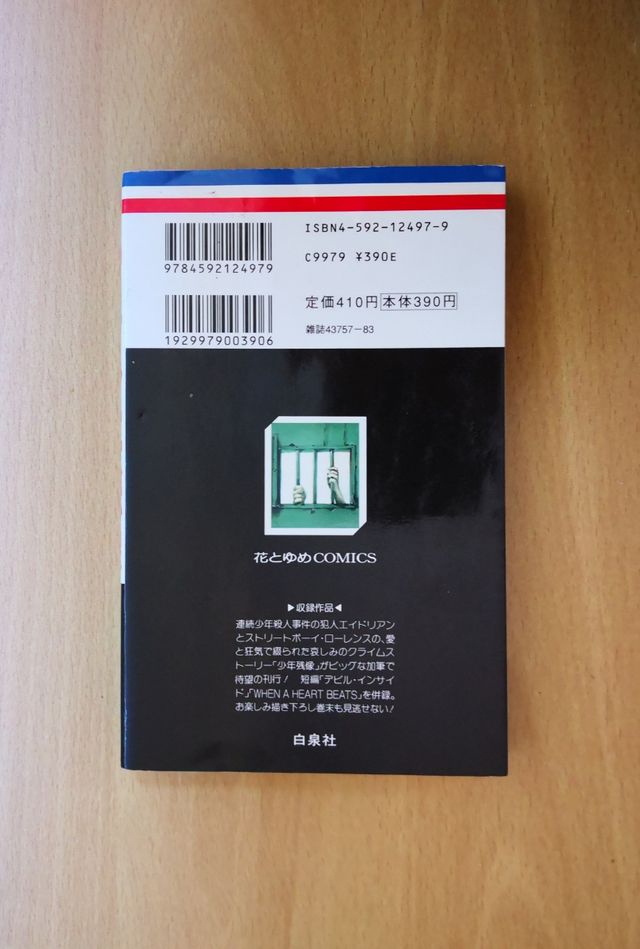 ISBN4-592-12497-9
9784592124979
C9979 ¥390E
定価410円 本体390円
1929979003906
雑誌43757-83
花とゆめCOMICS
▶収録作品◀
連続少年殺人事件の犯人エイドリアン
とストリートボーイ・ローレンスの、愛
と狂気で綴られた哀しみのクライムス
トーリー「少年残像」がビッグな加筆で
待望の刊行! 短編「デビル・インサイ
ド」「WHEN A HEART BEATS」を併録。
お楽しみ描き下ろし巻末も見逃せない!
白泉社